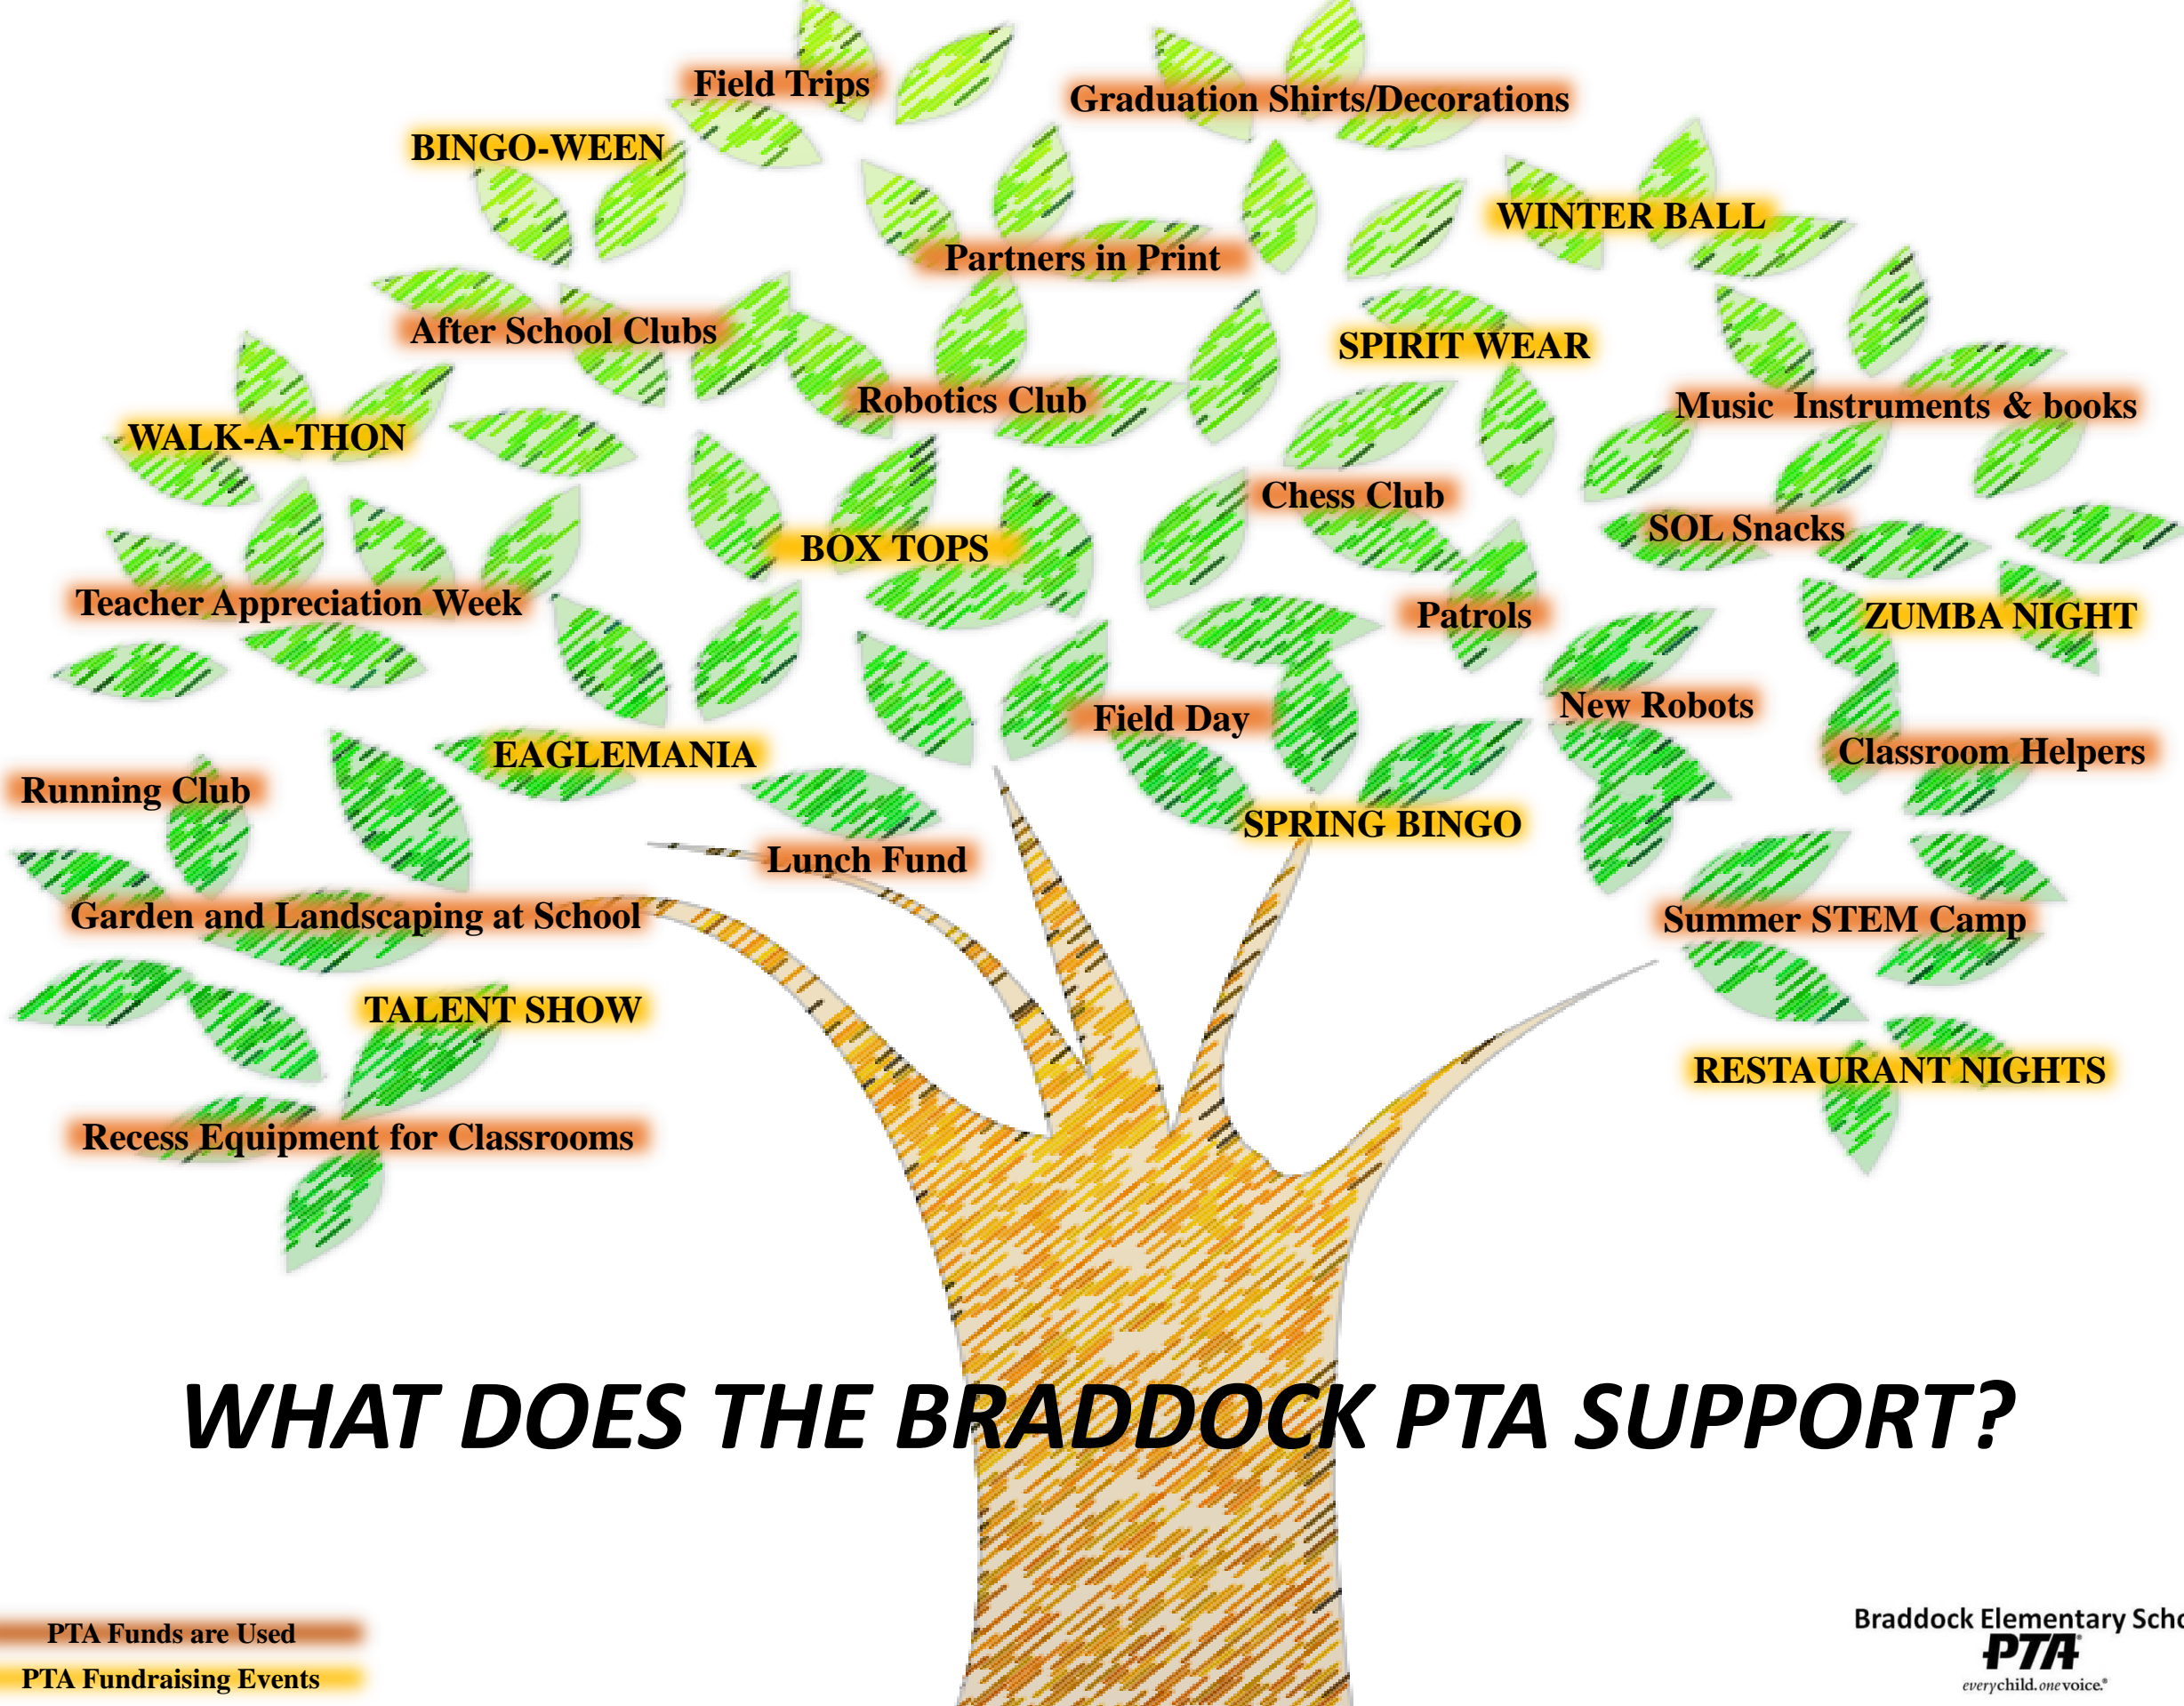 Field Trips
Graduation Shirts/Decorations
BINGO-WEEN
WINTER BALL
Partners in Print
After School Clubs
SPIRIT WEAR
Robotics Club
Music Instruments & books
WALK-A-THON
Chess Club
SOL Snacks
BOX TOPS
Teacher Appreciation Week
Patrols
ZUMBA NIGHT
New Robots
Field Day
Classroom Helpers
EAGLEMANIA
Running Club
SPRING BINGO
Lunch Fund
Garden and Landscaping at School
Summer STEM Camp
TALENT SHOW
RESTAURANT NIGHTS
Recess Equipment for Classrooms
WHAT DOES THE BRADDOCK PTA SUPPORT?
PTA Funds are Used
PTA Fundraising Events
Braddock Elementary Scho
PTA®
everychild.onevoice.®